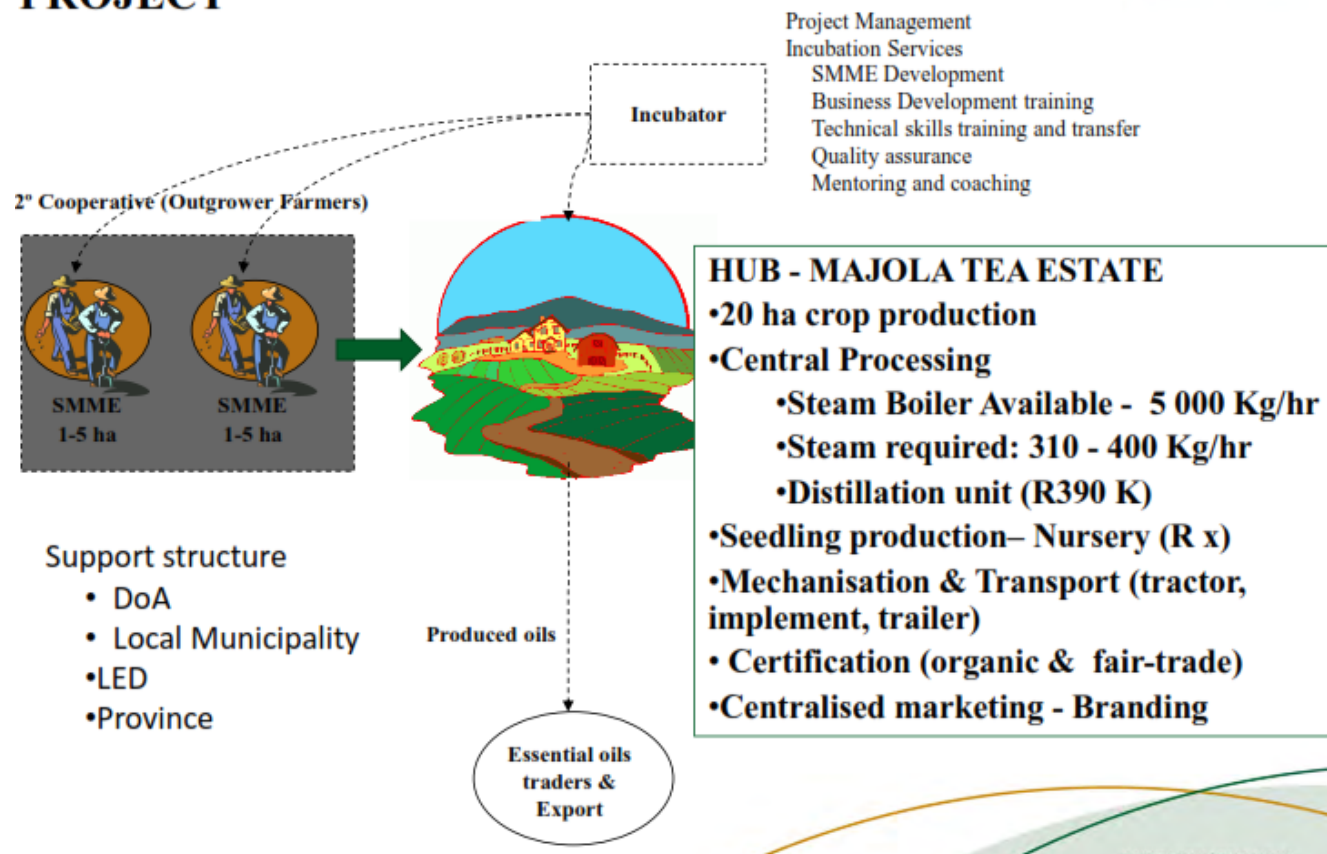 PROJECT
Project Management
Incubation Services
SMME Development
Business Development training
Technical skills training and transfer
Quality assurance
Mentoring and coaching
Incubator
2º Cooperative (Outgrower Farmers)
SMME
1-5 ha
SMME
1-5 ha
HUB - MAJOLA TEA ESTATE
•20 ha crop production
•Central Processing
•Steam Boiler Available - 5 000 Kg/hr
•Steam required: 310 - 400 Kg/hr
•Distillation unit (R390 K)
•Seedling production– Nursery (R x)
•Mechanisation & Transport (tractor,
implement, trailer)
• Certification (organic & fair-trade)
•Centralised marketing - Branding
Support structure
• DoA
• Local Municipality
•LED
•Province
Produced oils
Essential oils
traders &
Export